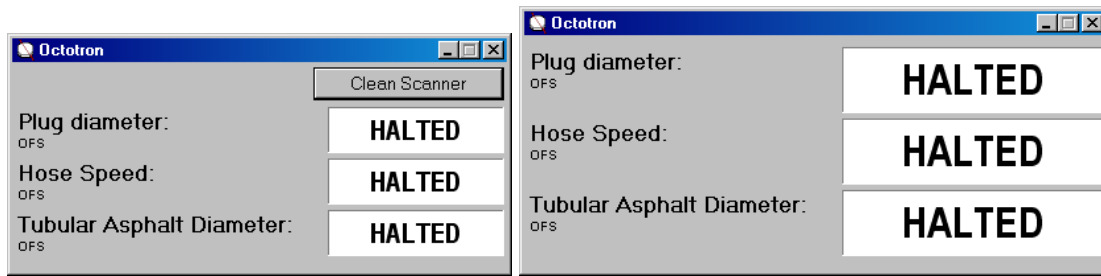 Octotron
Clean Scanner
Plug diameter:
HALTED
OFS
Hose Speed:
HALTED
OFS
Tubular Asphalt Diameter:
HALTED
OFS
Octotron
Plug diameter:
HALTED
OFS
Hose Speed:
HALTED
OFS
Tubular Asphalt Diameter:
HALTED
OFS